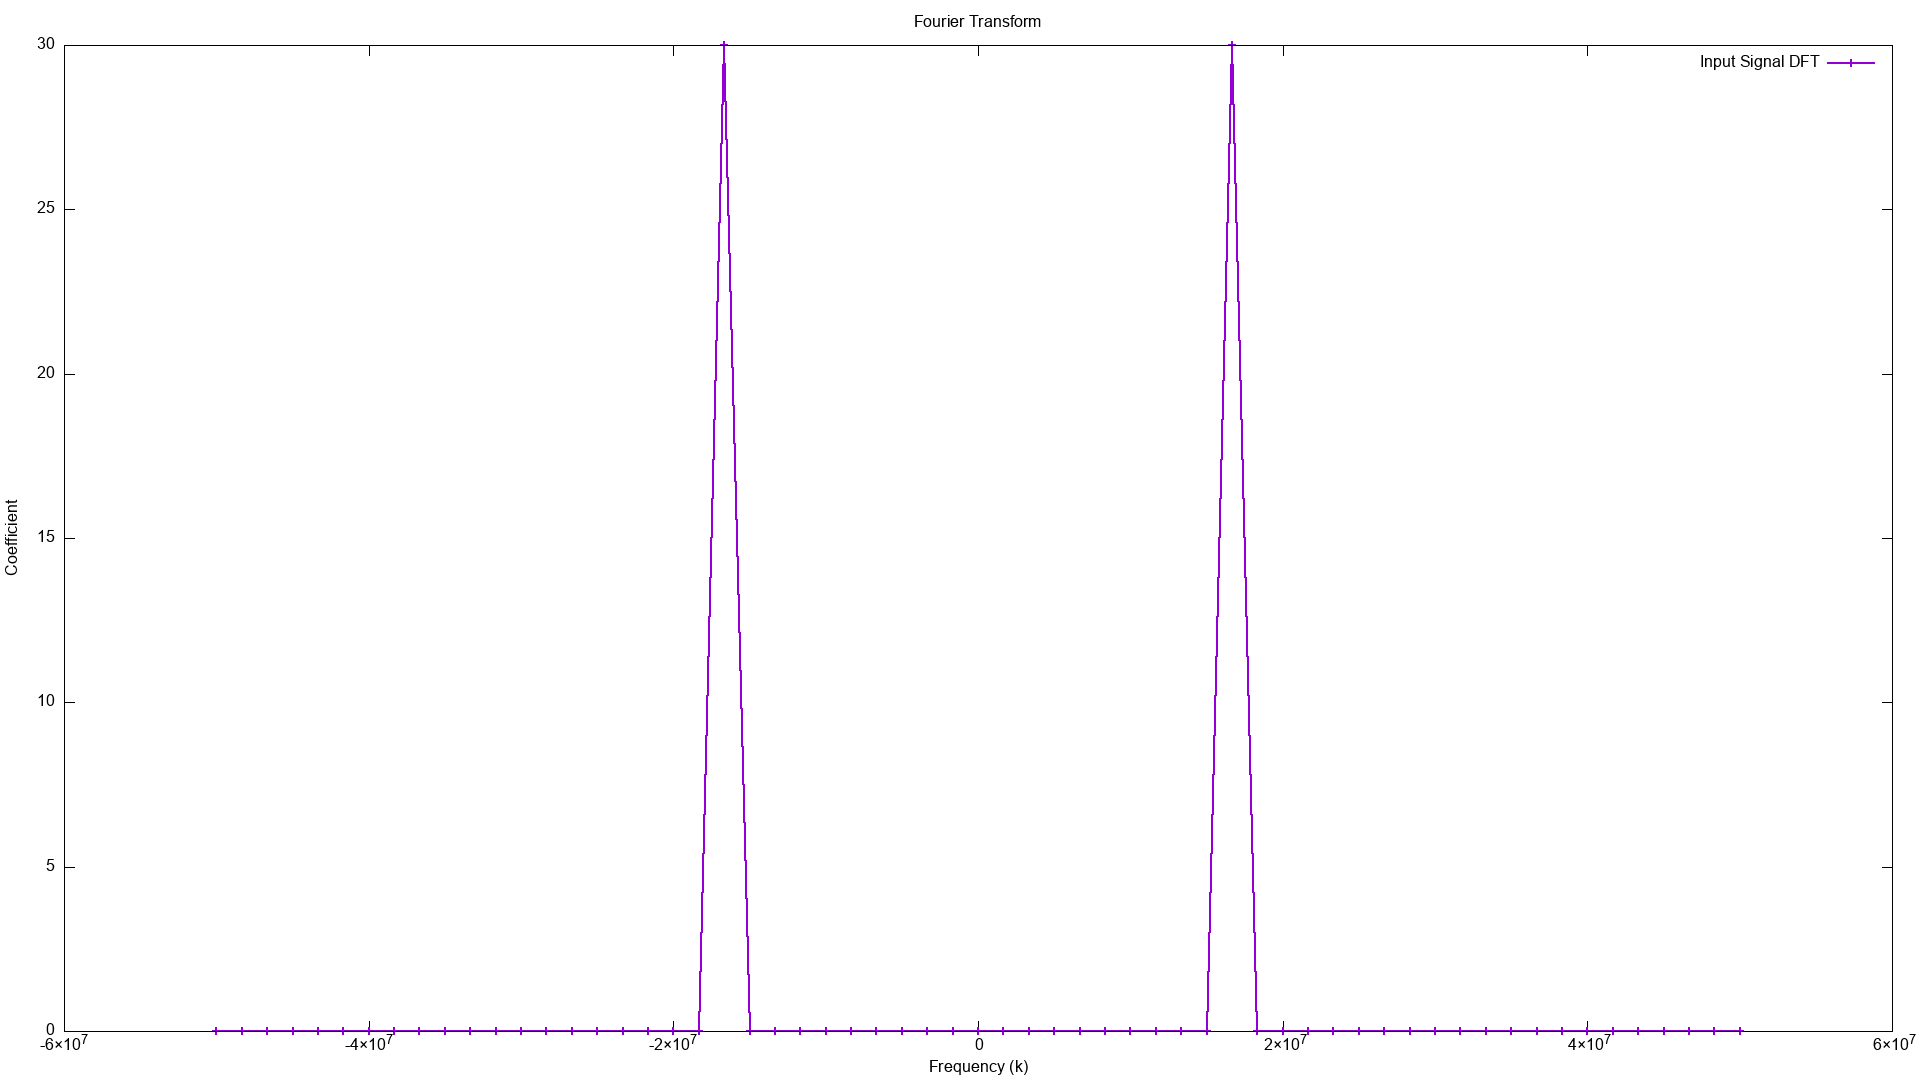 Fourier Transform
Input Signal DFT
30
25
20
15
10
5
0
Coefficient
-6×10⁷ -4×10⁷ -2×10⁷ 0 2×10⁷ 4×10⁷ 6×10⁷
Frequency (k)